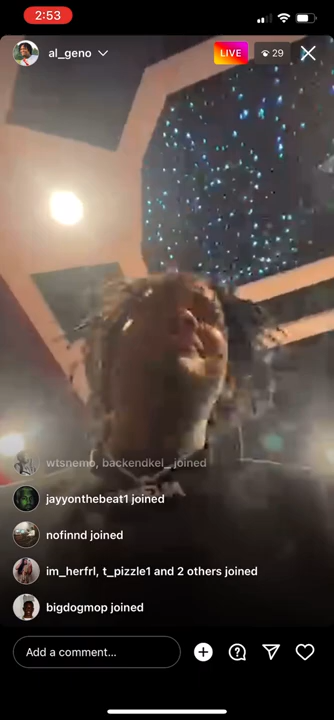 2:53
al_geno
LIVE
29
wtsnemo, backendkel_ joined
jayyonthebeat1 joined
nofinnd joined
im_herfrl, t_pizzle1 and 2 others joined
bigdogmop joined
Add a comment...